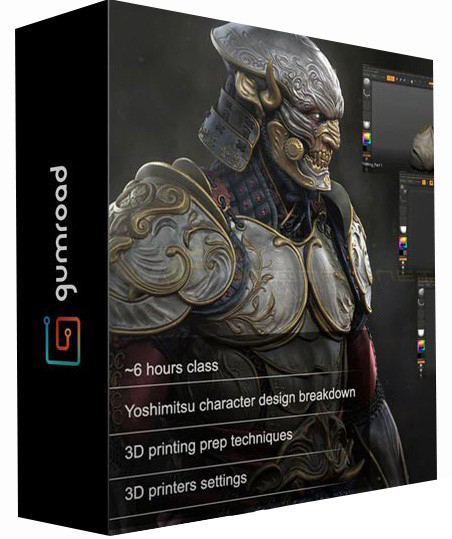 gumroad
~6 hours class
Yoshimitsu character design breakdown
3D printing prep techniques
3D printers settings